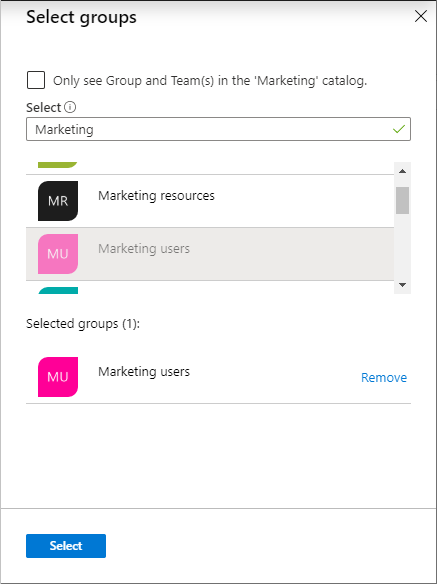 Select groups
Only see Group and Team(s) in the 'Marketing' catalog.
Select
Marketing
MR
Marketing resources
MU
Marketing users
Selected groups (1):
MU
Marketing users
Remove
Select